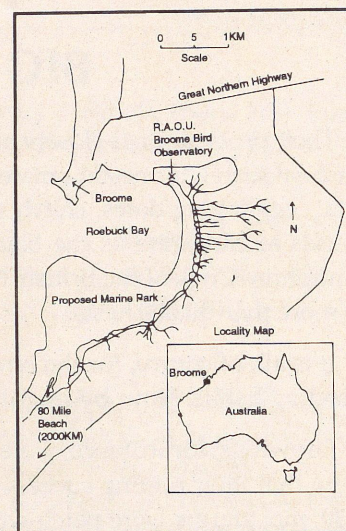 0 5 1KM
Scale
Great Northern Highway
R.A.O.U.
Broome Bird
Observatory
Broome
Roebuck Bay
N
Proposed Marine Park
Locality Map
Broome
Australia
80 Mile
Beach
(2000KM)